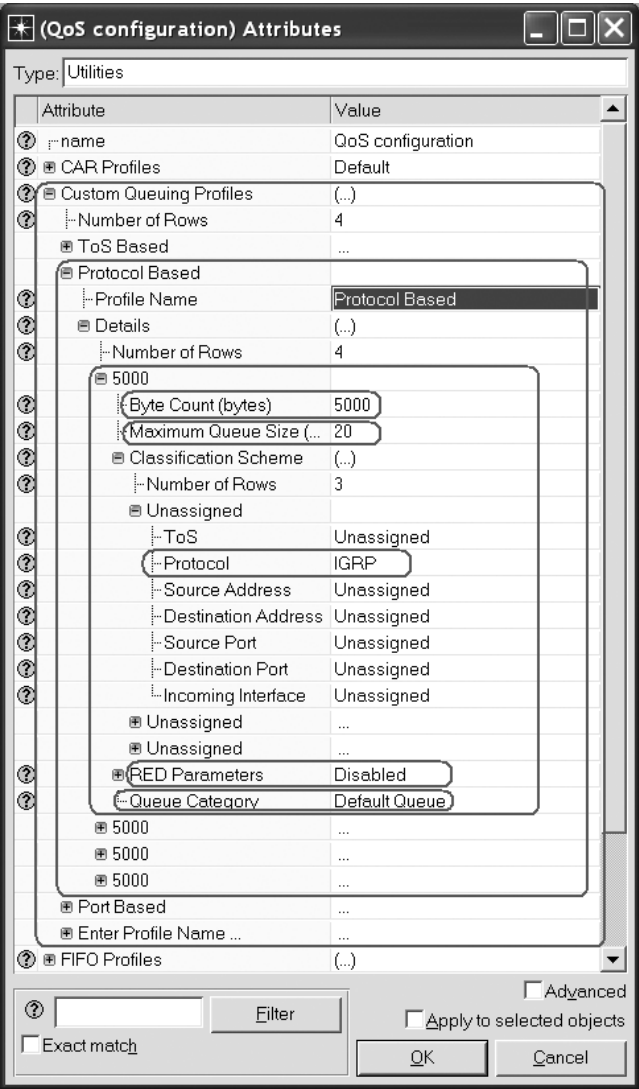 (QoS configuration) Attributes
Type: Utilities
Attribute Value
name QoS configuration
CAR Profiles Default
Custom Queuing Profiles (...)
Number of Rows 4
ToS Based ...
Protocol Based
Profile Name Protocol Based
Details (...)
Number of Rows 4
5000
Byte Count (bytes) 5000
Maximum Queue Size (... 20
Classification Scheme (...)
Number of Rows 3
Unassigned
ToS Unassigned
Protocol IGRP
Source Address Unassigned
Destination Address Unassigned
Source Port Unassigned
Destination Port Unassigned
Incoming Interface Unassigned
Unassigned ...
Unassigned ...
RED Parameters Disabled
Queue Category Default Queue
5000 ...
5000 ...
5000 ...
Port Based ...
Enter Profile Name ... ...
FIFO Profiles (...)
Advanced
Filter
Apply to selected objects
Exact match
OK Cancel